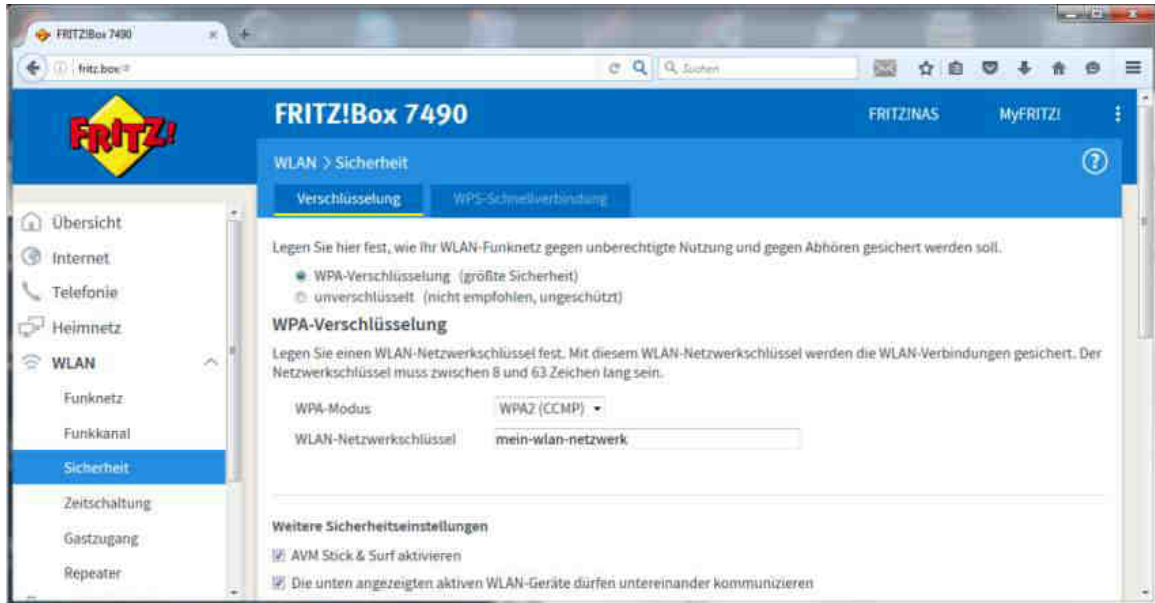 FRITZ!Box 7490
fritz.box
Suchen
FRITZ!
FRITZ!Box 7490
FRITZ!NAS
MyFRITZ!
WLAN > Sicherheit
Verschlüsselung
WPS-Schnellverbindung
Übersicht
Internet
Telefonie
Heimnetz
WLAN
Funknetz
Funkkanal
Sicherheit
Zeitschaltung
Gastzugang
Repeater
Legen Sie hier fest, wie Ihr WLAN-Funknetz gegen unberechtigte Nutzung und gegen Abhören gesichert werden soll.
WPA-Verschlüsselung (größte Sicherheit)
unverschlüsselt (nicht empfohlen, ungeschützt)
WPA-Verschlüsselung
Legen Sie einen WLAN-Netzwerkschlüssel fest. Mit diesem WLAN-Netzwerkschlüssel werden die WLAN-Verbindungen gesichert. Der
Netzwerkschlüssel muss zwischen 8 und 63 Zeichen lang sein.
WPA-Modus
WPA2 (CCMP)
WLAN-Netzwerkschlüssel
mein-wlan-netzwerk
Weitere Sicherheitseinstellungen
AVM Stick & Surf aktivieren
Die unten angezeigten aktiven WLAN-Geräte dürfen untereinander kommunizieren